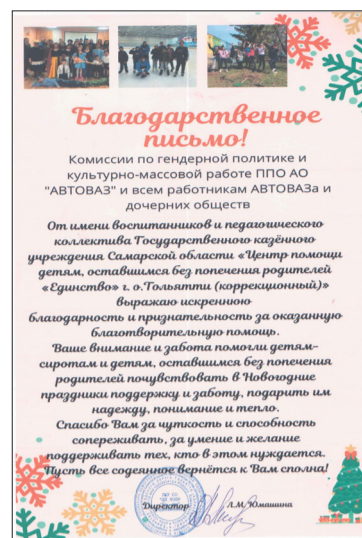 Благодарственное
письмо!
Комиссии по гендерной политике и
культурно-массовой работе ППО АО
"АВТОВАЗ" и всем работникам АВТОВАЗа и
дочерних обществ
От имени воспитанников и педагогического
коллектива Государственного казённого
учреждения Самарской области «Центр помощи
детям, оставшимся без попечения родителей
«Единство» г. о.Тольятти (коррекционный)»
выражаю искреннюю
благодарность и признательность за оказанную
благотворительную помощь.
Ваше внимание и забота помогли детям-
сиротам и детям, оставшимся без попечения
родителей почувствовать в Новогодние
праздники поддержку и заботу, подарить им
надежду, понимание и тепло.
Спасибо Вам за чуткость и способность
сопереживать, за умение и желание
поддерживать тех, кто в этом нуждается.
Пусть все содеянное вернётся к Вам сполна!
Директор Л.М. Юмашина